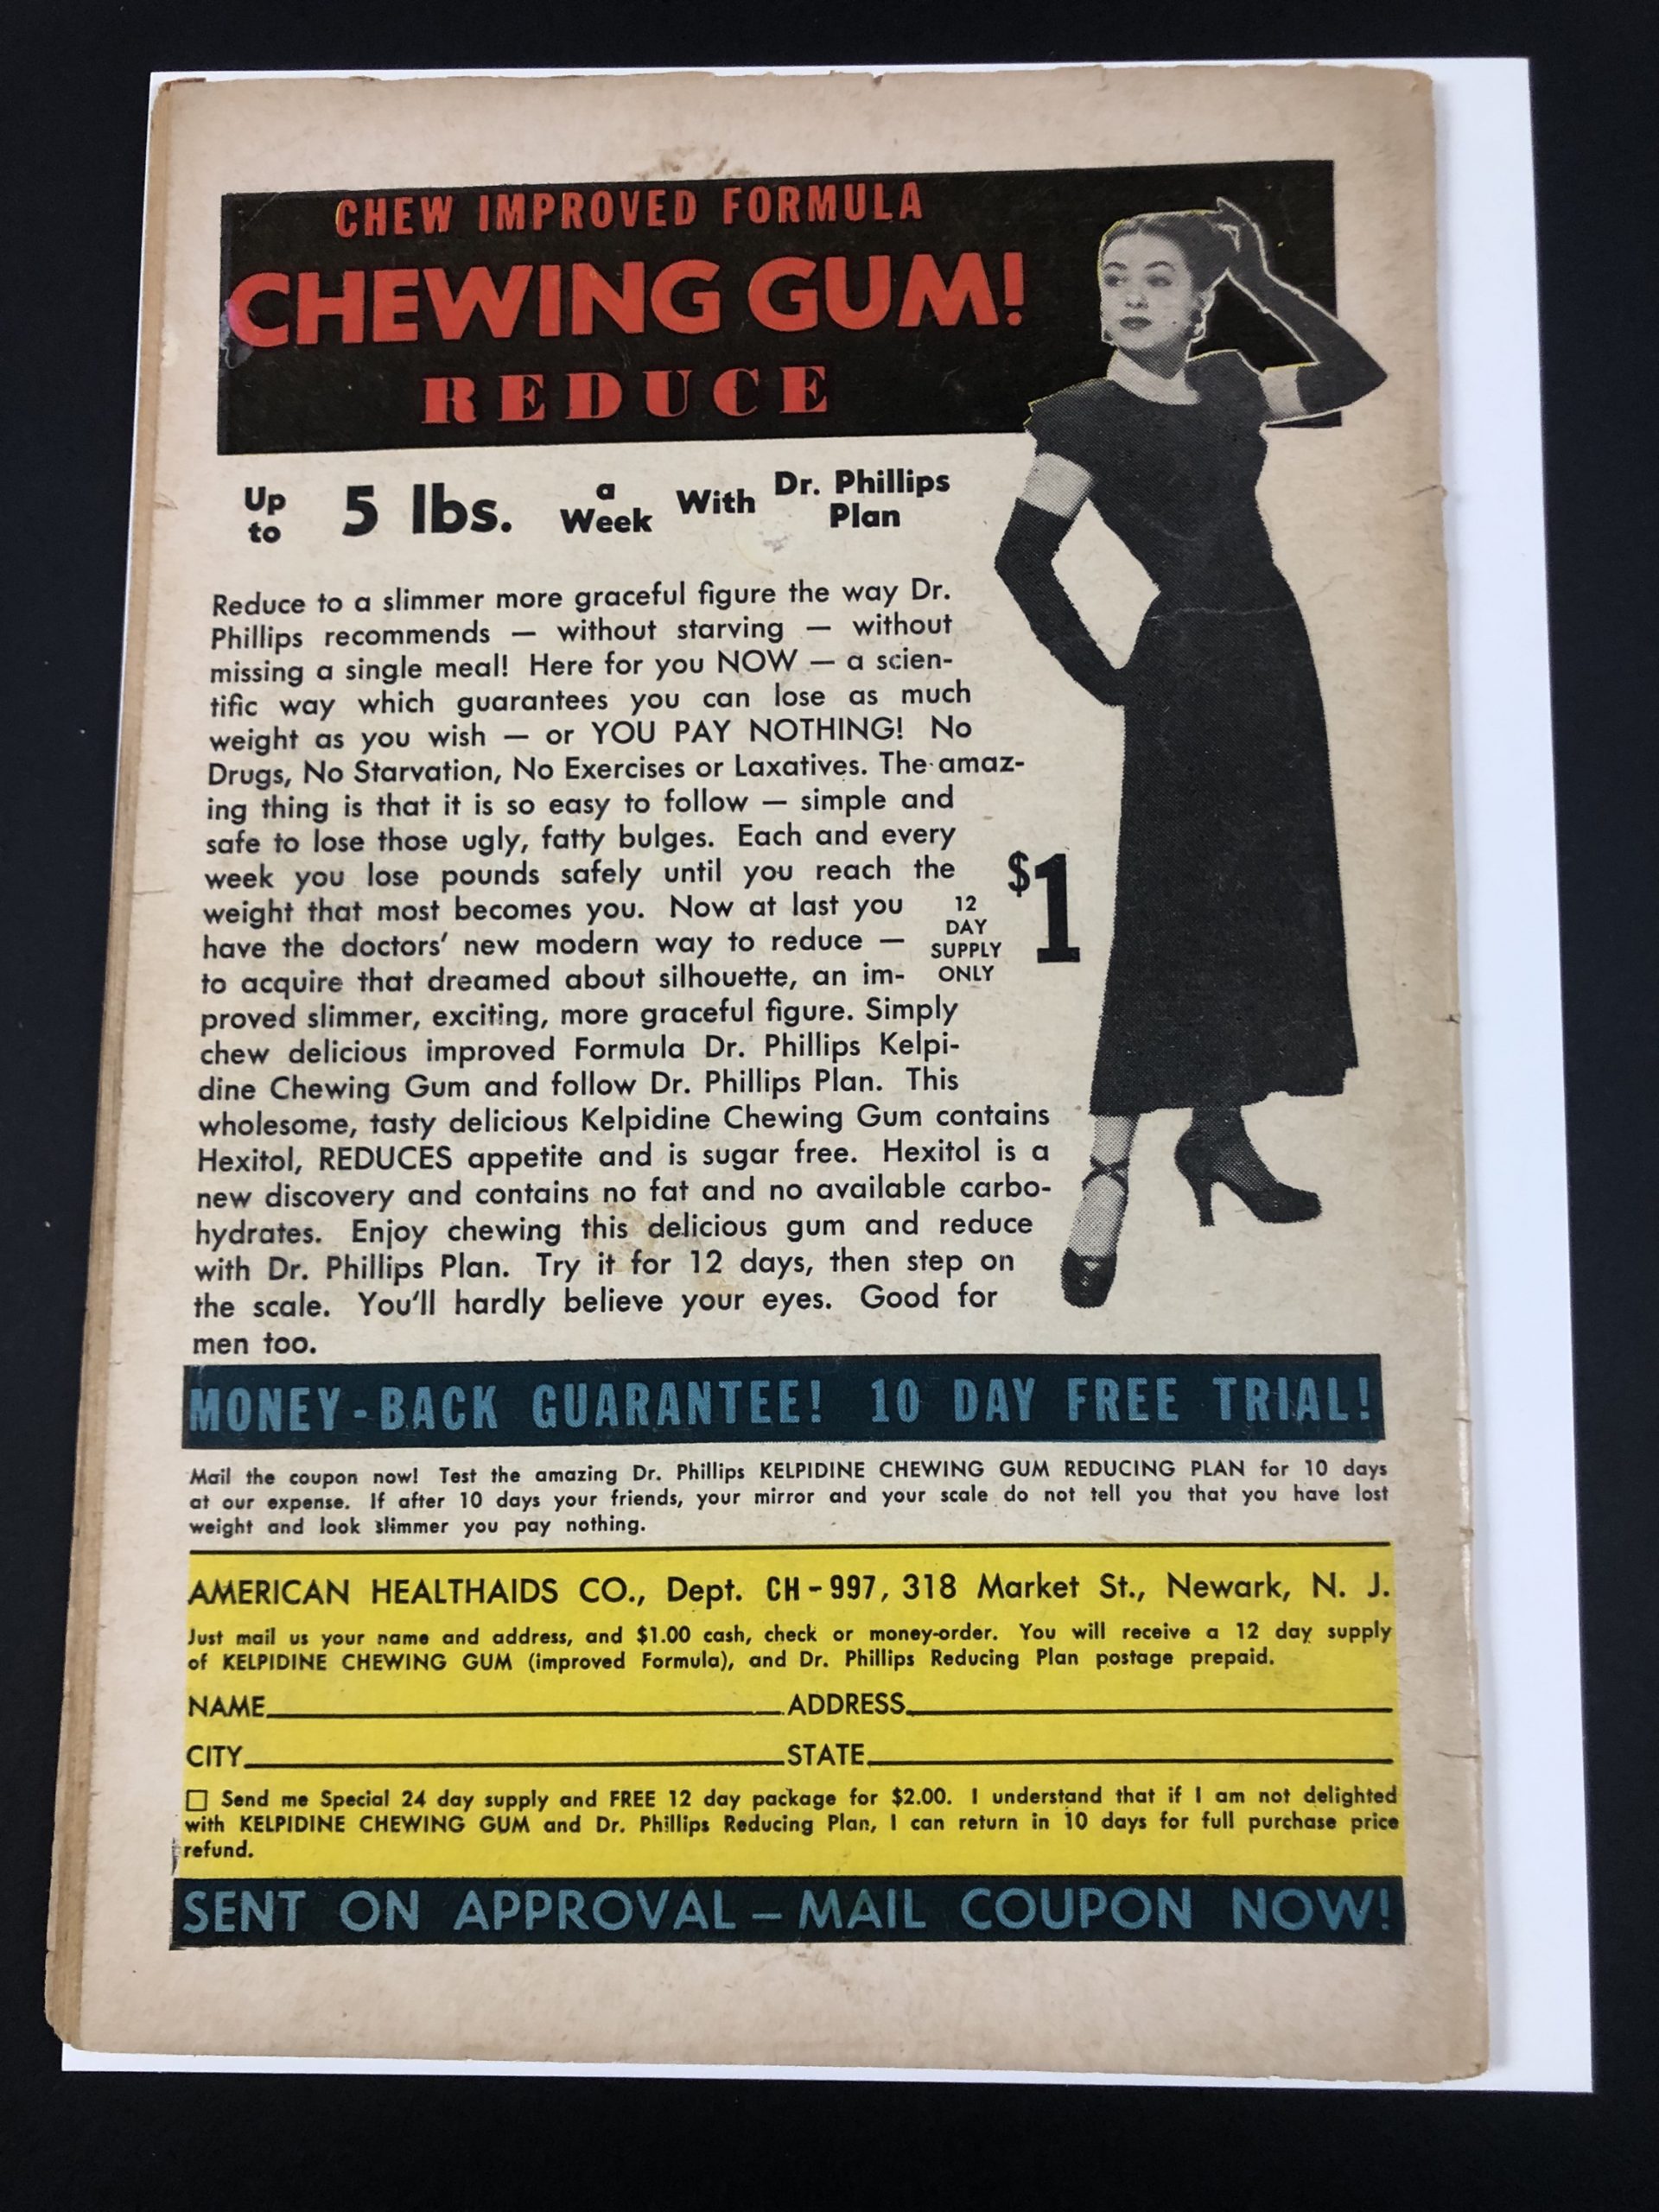 CHEW IMPROVED FORMULA
CHEWING GUM!
REDUCE
Up to 5 lbs. a Week With Dr. Phillips Plan
Reduce to a slimmer more graceful figure the way Dr.
Phillips recommends — without starving — without
missing a single meal! Here for you NOW — a scien-
tific way which guarantees you can lose as much
weight as you wish — or YOU PAY NOTHING! No
Drugs, No Starvation, No Exercises or Laxatives. The amaz-
ing thing is that it is so easy to follow — simple and
safe to lose those ugly, fatty bulges. Each and every
week you lose pounds safely until you reach the
weight that most becomes you. Now at last you
have the doctors' new modern way to reduce —
to acquire that dreamed about silhouette, an im-
proved slimmer, exciting, more graceful figure. Simply
chew delicious improved Formula Dr. Phillips Kelpi-
dine Chewing Gum and follow Dr. Phillips Plan. This
wholesome, tasty delicious Kelpidine Chewing Gum contains
Hexitol, REDUCES appetite and is sugar free. Hexitol is a
new discovery and contains no fat and no available carbo-
hydrates. Enjoy chewing this delicious gum and reduce
with Dr. Phillips Plan. Try it for 12 days, then step on
the scale. You'll hardly believe your eyes. Good for
men too.
12
DAY
SUPPLY
ONLY
$1
MONEY-BACK GUARANTEE! 10 DAY FREE TRIAL!
Mail the coupon now! Test the amazing Dr. Phillips KELPIDINE CHEWING GUM REDUCING PLAN for 10 days
at our expense. If after 10 days your friends, your mirror and your scale do not tell you that you have lost
weight and look slimmer you pay nothing.
AMERICAN HEALTHAIDS CO., Dept. CH-997, 318 Market St., Newark, N. J.
Just mail us your name and address, and $1.00 cash, check or money-order. You will receive a 12 day supply
of KELPIDINE CHEWING GUM (improved Formula), and Dr. Phillips Reducing Plan postage prepaid.
NAME ADDRESS
CITY STATE
☐ Send me Special 24 day supply and FREE 12 day package for $2.00. I understand that if I am not delighted
with KELPIDINE CHEWING GUM and Dr. Phillips Reducing Plan, I can return in 10 days for full purchase price
refund.
SENT ON APPROVAL — MAIL COUPON NOW!